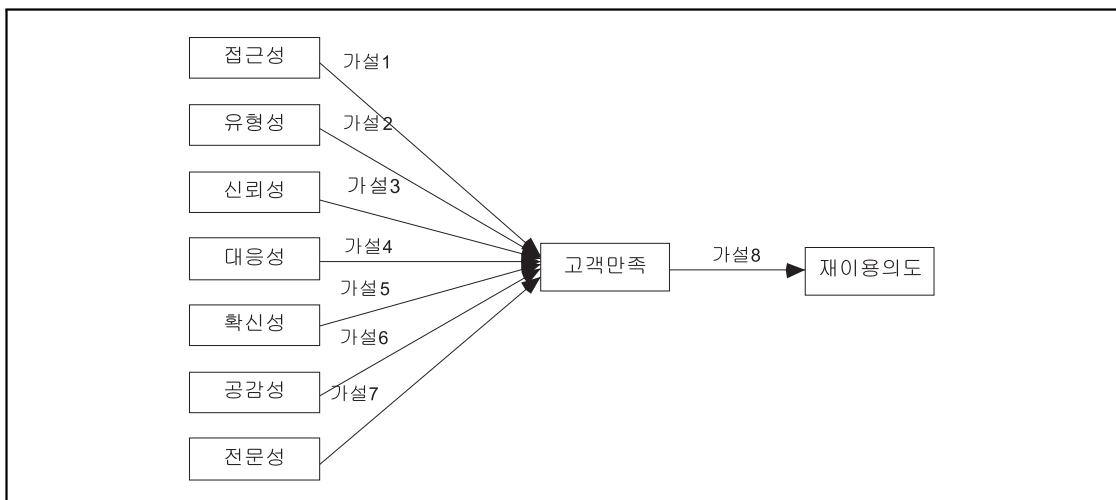 접근성
가설1
유형성
가설2
신뢰성
가설3
대응성
가설4
고객만족
가설8
재이용의도
가설5
확신성
가설6
공감성
가설7
전문성